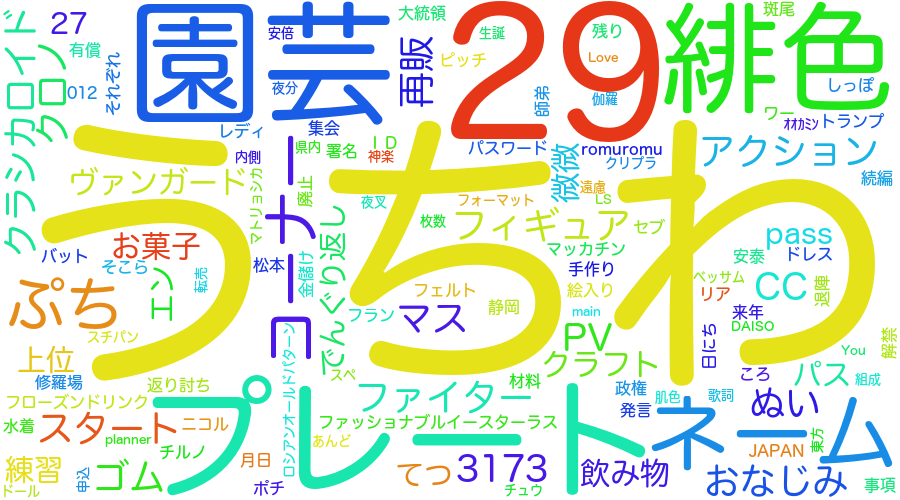 クラシカロイド
27
有償
012
クロノ
それぞれ
園芸
安倍
夜分
大統領
再販
ピッチ
29
生誕
師弟
残り
Love
伽羅
緋色
斑尾
しっぽ
ワー
ｵｵｶﾐｼ
トランプ
レディ
集会
県内
署名
ID
神楽
内側
パスワード
romuromu
クリプラ
微微
遠慮
LS
アクション
続編
うちわ
ヴァンガード
マトリョシカ
廃止
コーナー
夜叉
フォーマット
枚数
フィギュア
セブ
マッカチン
pass
ドレス
安泰
お菓子
バット
そこら
転売
松本
金儲け
でんぐり返し
手作り
ベッサム
リア
CC
退陣
ぷち
エン
フラン
フェルト
静岡
絵入り
main
来年
DAISO
マス
PV
日にち
解禁
You
スチパン
上位
修羅場
返り討ち
ロシアンオールドパターン
スペ
クラフト
材料
政権
ころ
パス
組成
フローズンドリンク
プレート
ファイター
発言
肌色
歌詞
ぬい
水着
スタート
ニコル
planner
ファッショナブルイースターラス
あんど
チルノ
ネーム
JAPAN
東方
練習
ドール
申込
ゴム
月日
ポチ
てつ
3173
チュウ
飲み物
おなじみ
事項